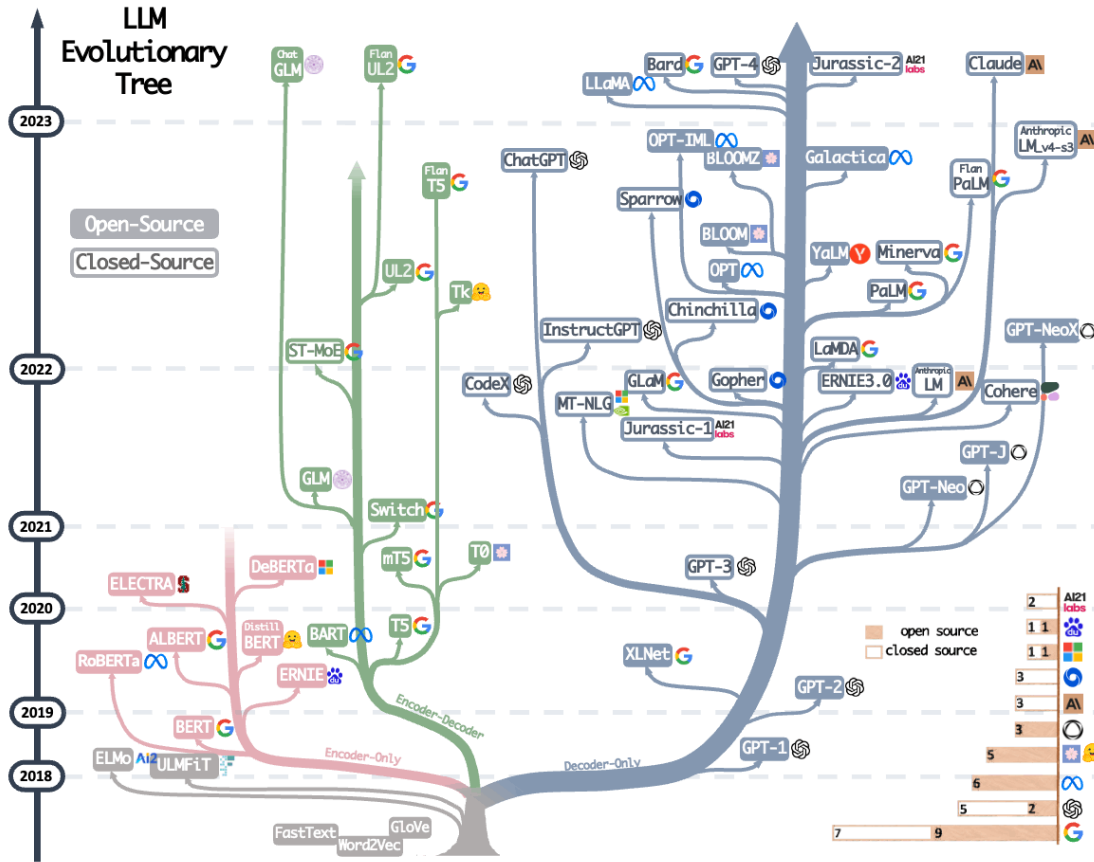 LLM
Evolutionary
Tree
Chat
GLM
Flan
UL2
Bard
GPT-4
Jurassic-2
AI21
labs
Claude
A\
LLaMA
2023
OPT-IML
Anthropic
LM_v4-s3
A\
ChatGPT
BLOOMZ
Galactica
Flan
T5
Flan
PaLM
Sparrow
Open-Source
Closed-Source
BLOOM
YaLM
Y
Minerva
UL2
OPT
Tk
PaLM
Chinchilla
InstructGPT
GPT-NeoX
ST-MoE
LaMDA
2022
CodeX
GLaM
Gopher
ERNIE3.0
du
Anthropic
LM
A\
Cohere
MT-NLG
Jurassic-1
AI21
labs
GPT-J
GLM
GPT-Neo
Switch
2021
mT5
T0
DeBERTa
GPT-3
ELECTRA
S
2020
2
AI21
labs
ALBERT
Distill
BERT
BART
T5
open source
closed source
1
1
du
RoBERTa
XLNet
1
1
ERNIE
du
GPT-2
3
2019
Encoder-Decoder
3
A\
BERT
3
ELMo
Ai2
ULMFiT
Encoder-Only
Decoder-Only
GPT-1
5
2018
6
5
2
FastText
Word2Vec
GloVe
7
9